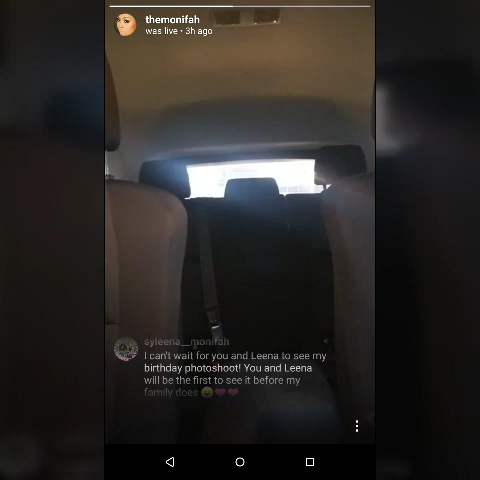 themonifah
was live • 3h ago
syleena__monifah
I can't wait for you and Leena to see my
birthday photoshoot! You and Leena
will be the first to see it before my
family does 😄💗💗